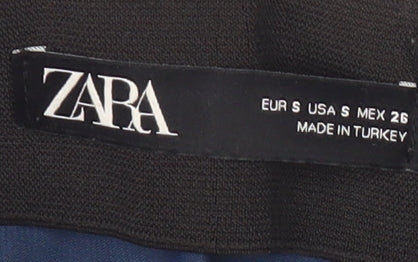 ZARA
EUR S USA S MEX 26
MADE IN TURKEY